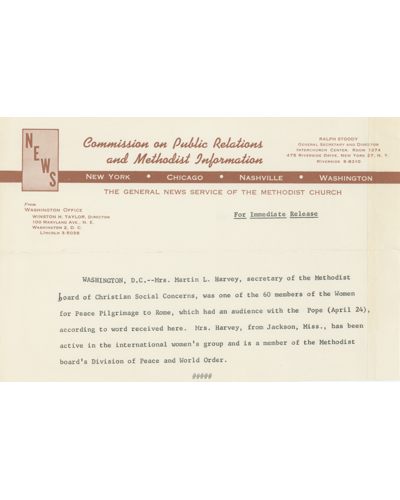 NEWS
Commission on Public Relations
and Methodist Information
RALPH STOODY
GENERAL SECRETARY AND DIRECTOR
INTERCHURCH CENTER, ROOM 1374
475 RIVERSIDE DRIVE, NEW YORK 27, N. Y.
RIVERSIDE 9-8210
NEW YORK • CHICAGO • NASHVILLE • WASHINGTON
THE GENERAL NEWS SERVICE OF THE METHODIST CHURCH
FROM
WASHINGTON OFFICE
WINSTON H. TAYLOR, DIRECTOR
100 MARYLAND AVE., N. E.
WASHINGTON 2, D. C.
LINCOLN 6-5058
For Immediate Release
WASHINGTON, D.C.--Mrs. Martin L. Harvey, secretary of the Methodist
board of Christian Social Concerns, was one of the 60 members of the Women
for Peace Pilgrimage to Rome, which had an audience with the Pope (April 24),
according to word received here. Mrs. Harvey, from Jackson, Miss., has been
active in the international women's group and is a member of the Methodist
board's Division of Peace and World Order.
#####